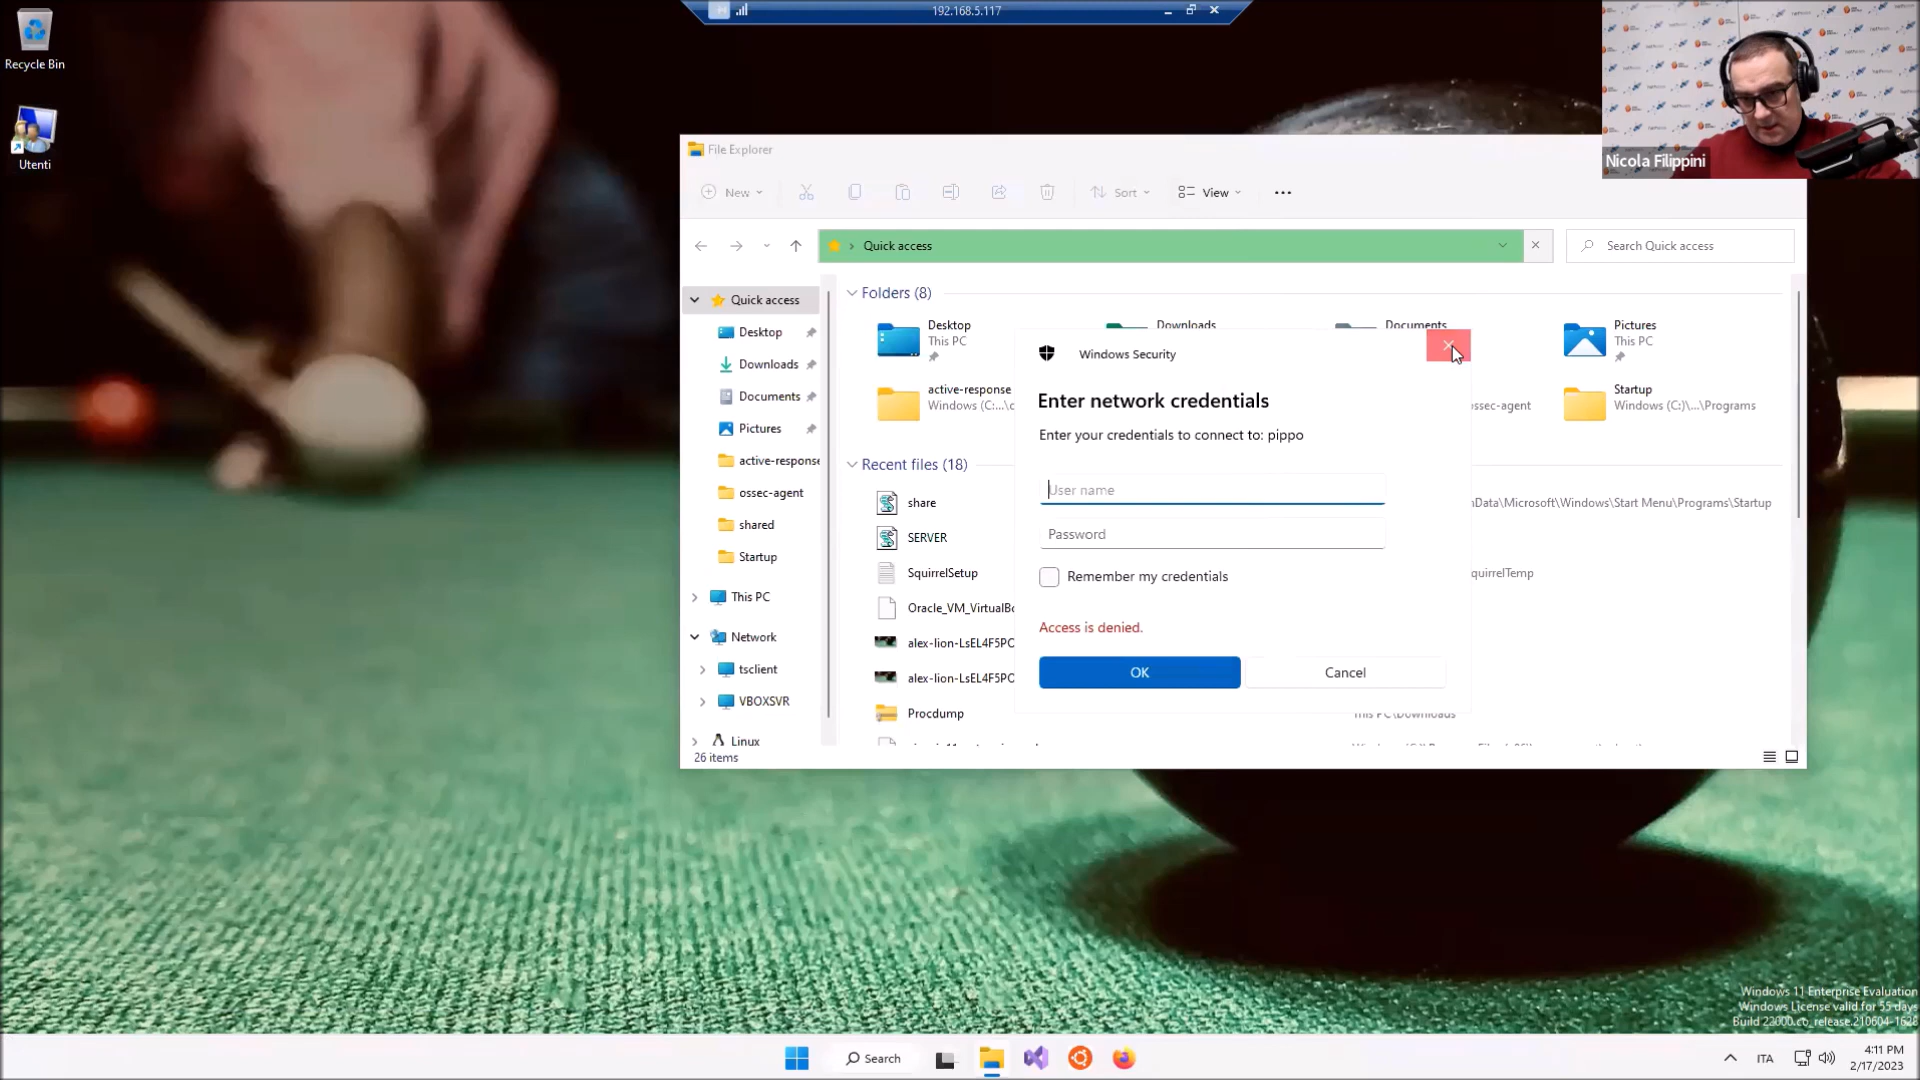 192.168.5.117
Recycle Bin
Utenti
Nicola Filippini
File Explorer
New
Sort
View
Quick access
Search Quick access
Quick access
Desktop
Downloads
Documents
Pictures
active-response
ossec-agent
shared
Startup
This PC
Network
tsclient
VBOXSVR
Linux
26 items
Folders (8)
Desktop
This PC
Downloads
Documents
Pictures
This PC
active-response
Windows (C:...\
ssec-agent
Startup
Windows (C:)\...\Programs
Recent files (18)
share
nData\Microsoft\Windows\Start Menu\Programs\Startup
SERVER
SquirrelSetup
quirrelTemp
Oracle_VM_VirtualBo
alex-lion-LsEL4F5PO
alex-lion-LsEL4F5PO
Procdump
This PC\Downloads
Windows Security
Enter network credentials
Enter your credentials to connect to: pippo
User name
Password
Remember my credentials
Access is denied.
OK
Cancel
Windows 11 Enterprise Evaluation
Windows License valid for 55 days
Build 22000.co_release.210604-1628
Search
ITA
4:11 PM
2/17/2023